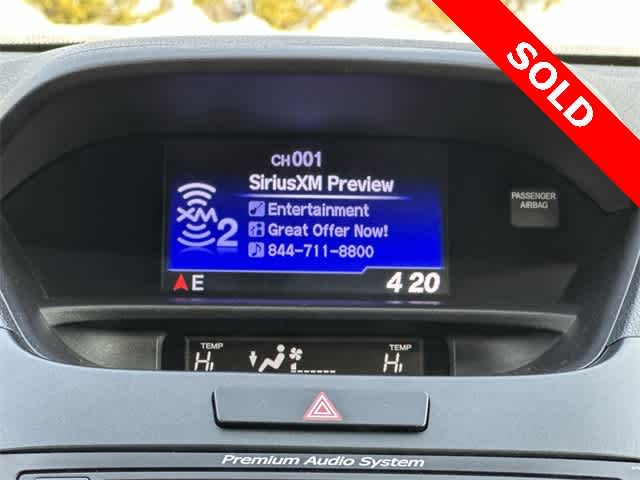 SOLD
CH 001
SiriusXM Preview
XM 2
Entertainment
Great Offer Now!
844-711-8800
PASSENGER
AIRBAG
E
4 20
TEMP
Hi
TEMP
Hi
Premium Audio System